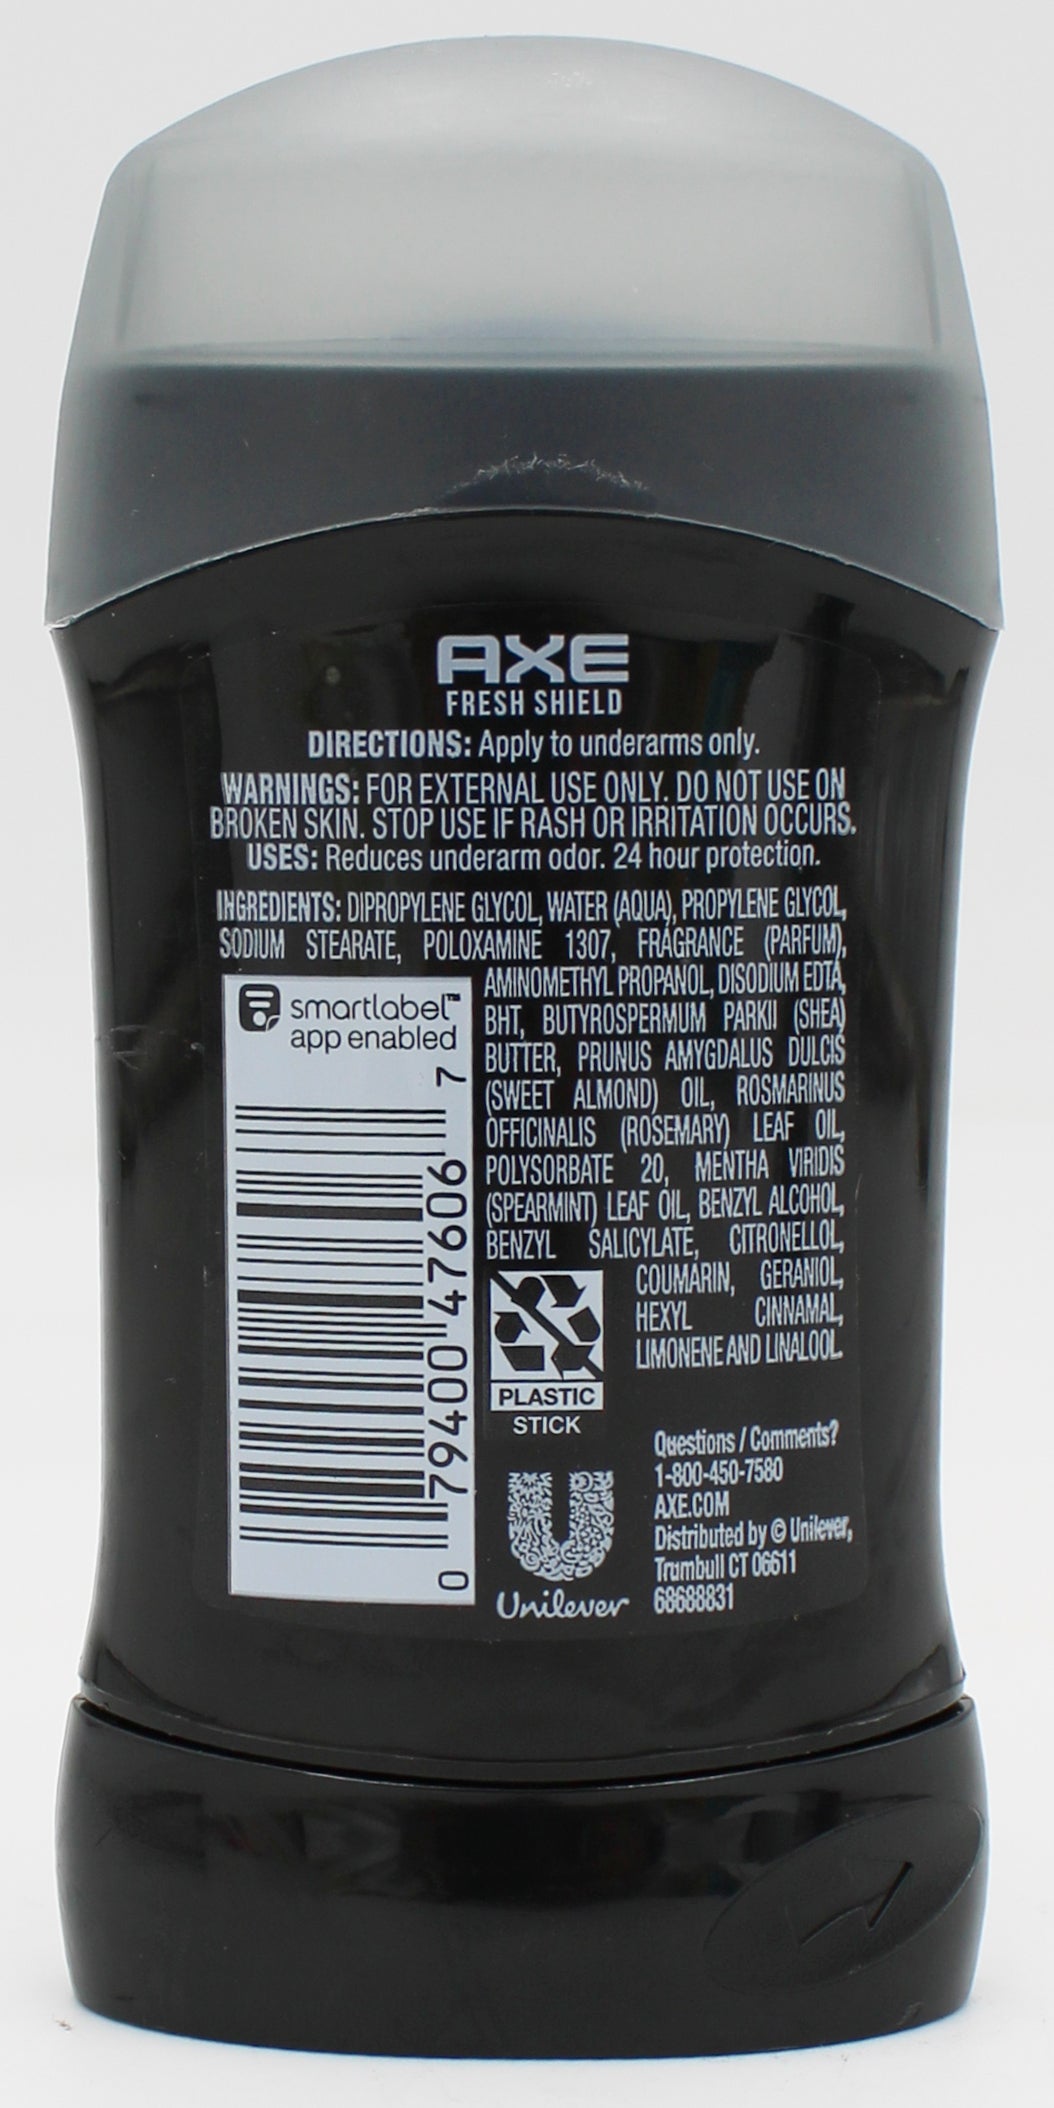 AXE
FRESH SHIELD
DIRECTIONS: Apply to underarms only.
WARNINGS: FOR EXTERNAL USE ONLY. DO NOT USE ON
BROKEN SKIN. STOP USE IF RASH OR IRRITATION OCCURS.
USES: Reduces underarm odor. 24 hour protection.
INGREDIENTS: DIPROPYLENE GLYCOL, WATER (AQUA), PROPYLENE GLYCOL,
SODIUM STEARATE, POLOXAMINE 1307, FRAGRANCE (PARFUM),
AMINOMETHYL PROPANOL, DISODIUM EDTA,
BHT, BUTYROSPERMUM PARKII (SHEA)
BUTTER, PRUNUS AMYGDALUS DULCIS
(SWEET ALMOND) OIL, ROSMARINUS
OFFICINALIS (ROSEMARY) LEAF OIL,
POLYSORBATE 20, MENTHA VIRIDIS
(SPEARMINT) LEAF OIL, BENZYL ALCOHOL,
BENZYL SALICYLATE, CITRONELLOL,
COUMARIN, GERANIOL,
HEXYL CINNAMAL,
LIMONENE AND LINALOOL.
smartlabel™
app enabled
0 79400 47606 7
PLASTIC
STICK
Unilever
Questions / Comments?
1-800-450-7580
AXE.COM
Distributed by © Unilever,
Trumbull CT 06611
68688831